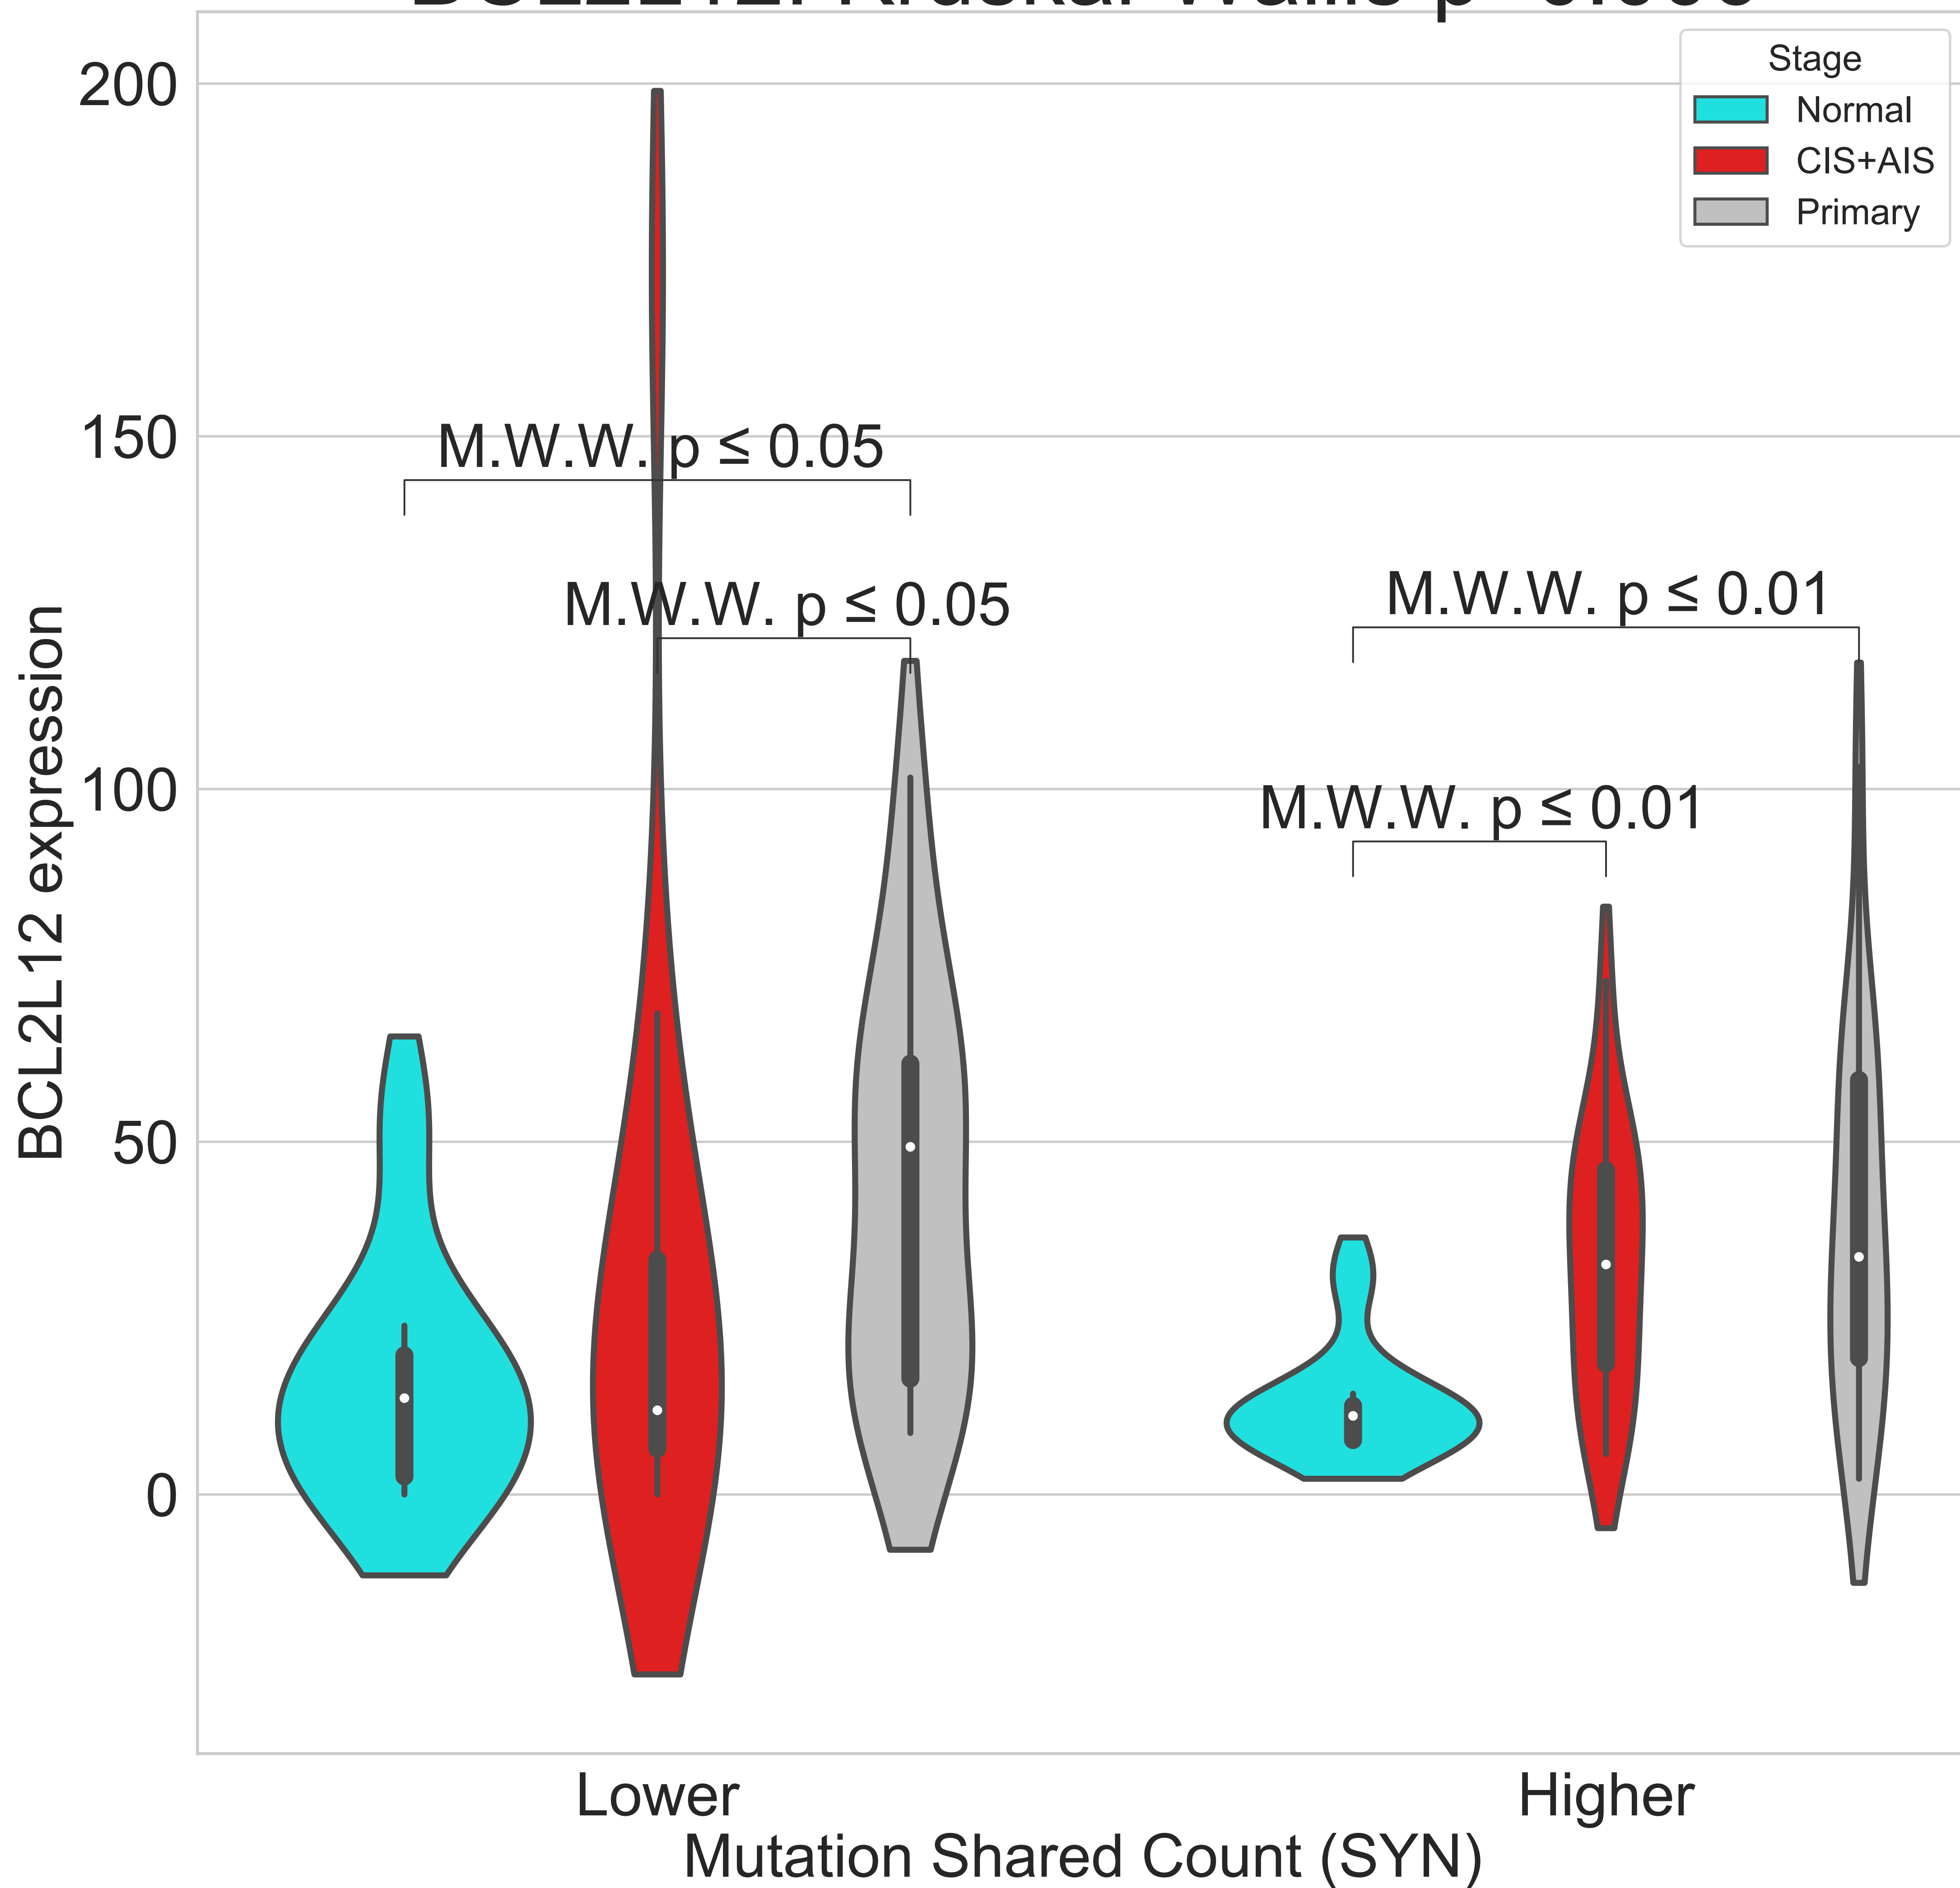 200
150
100
50
0
BCL2L12 expression
Stage
Normal
CIS+AIS
Primary
M.W.W. p ≤ 0.05
M.W.W. p ≤ 0.05
M.W.W. p ≤ 0.01
M.W.W. p ≤ 0.01
Lower
Higher
Mutation Shared Count (SYN)